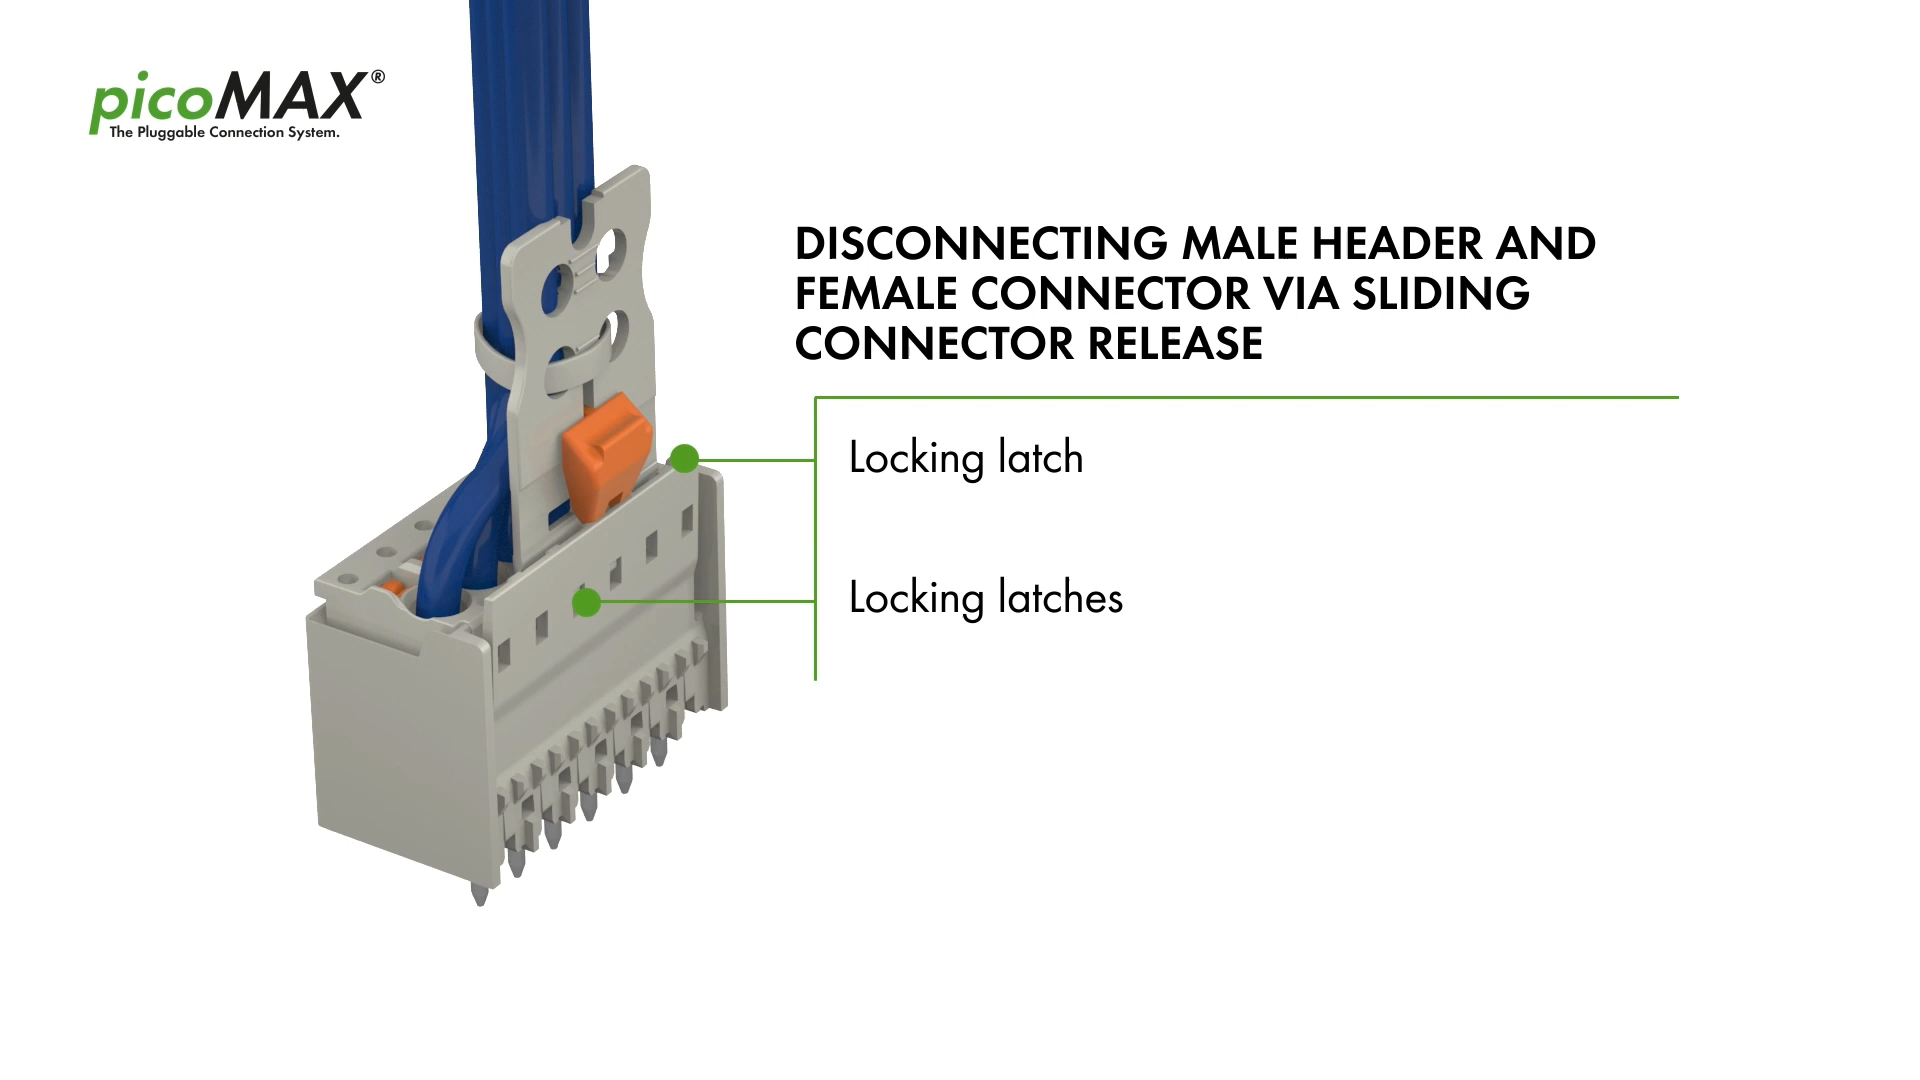 picoMAX®
The Pluggable Connection System.
DISCONNECTING MALE HEADER AND
FEMALE CONNECTOR VIA SLIDING
CONNECTOR RELEASE
Locking latch
Locking latches